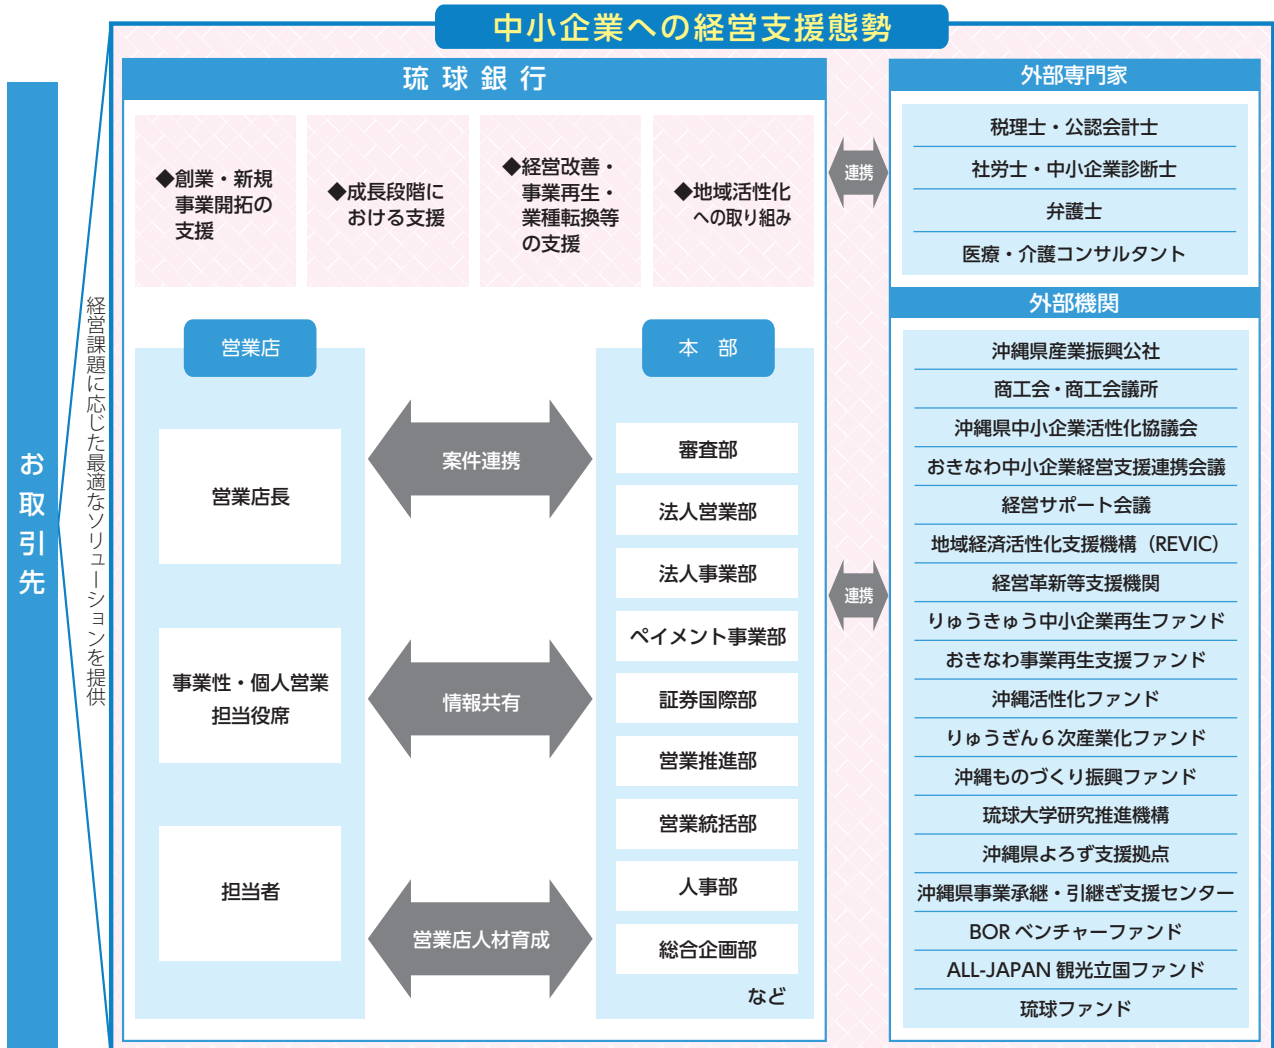 中小企業への経営支援態勢
お取引先
経営課題に応じた最適なソリューションを提供
琉球銀行
◆創業・新規
事業開拓の
支援
◆成長段階に
おける支援
◆経営改善・
事業再生・
業種転換等
の支援
◆地域活性化
への取り組み
営業店
営業店長
事業性・個人営業
担当役席
担当者
案件連携
情報共有
営業店人材育成
本部
審査部
法人営業部
法人事業部
ペイメント事業部
証券国際部
営業推進部
営業統括部
人事部
総合企画部
など
連携
連携
外部専門家
税理士・公認会計士
社労士・中小企業診断士
弁護士
医療・介護コンサルタント
外部機関
沖縄県産業振興公社
商工会・商工会議所
沖縄県中小企業活性化協議会
おきなわ中小企業経営支援連携会議
経営サポート会議
地域経済活性化支援機構（REVIC）
経営革新等支援機関
りゅうきゅう中小企業再生ファンド
おきなわ事業再生支援ファンド
沖縄活性化ファンド
りゅうぎん６次産業化ファンド
沖縄ものづくり振興ファンド
琉球大学研究推進機構
沖縄県よろず支援拠点
沖縄県事業承継・引継ぎ支援センター
BOR ベンチャーファンド
ALL-JAPAN 観光立国ファンド
琉球ファンド